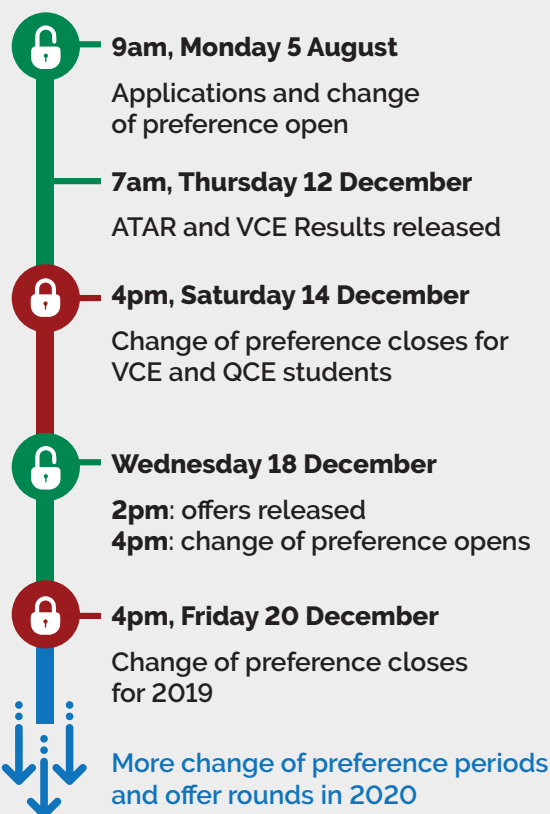 9am, Monday 5 August
Applications and change
of preference open
7am, Thursday 12 December
ATAR and VCE Results released
4pm, Saturday 14 December
Change of preference closes for
VCE and QCE students
Wednesday 18 December
2pm: offers released
4pm: change of preference opens
4pm, Friday 20 December
Change of preference closes
for 2019
More change of preference periods
and offer rounds in 2020